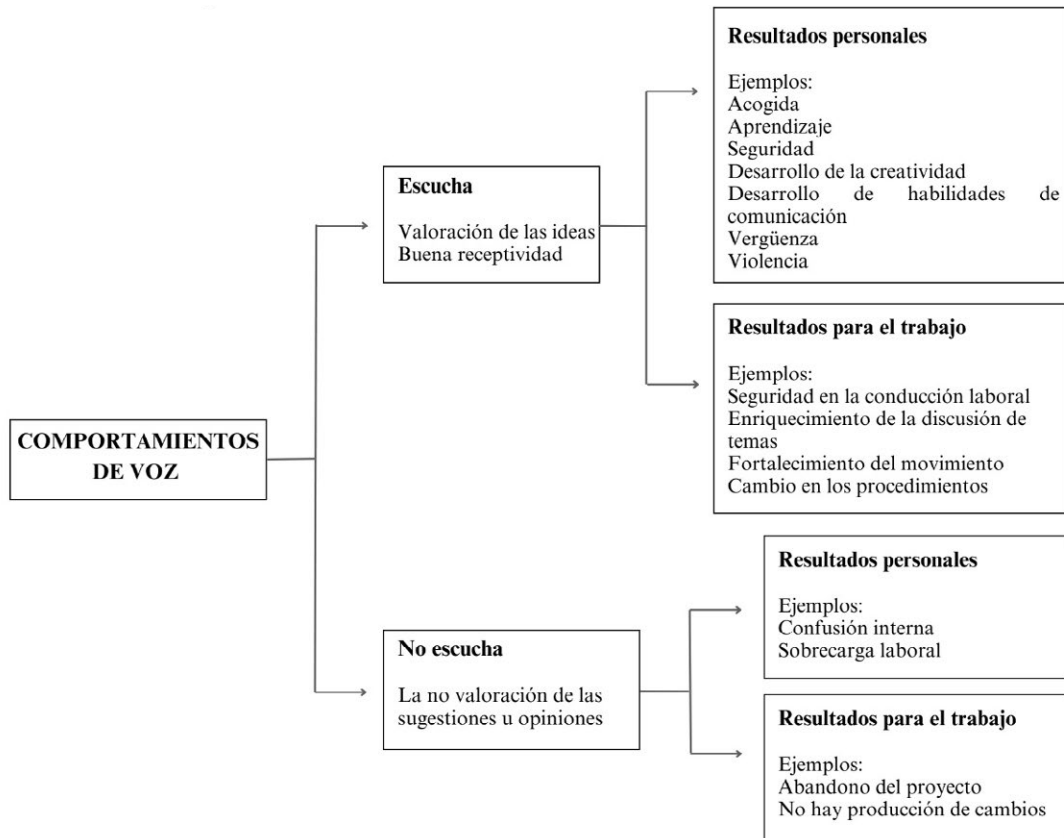 COMPORTAMIENTOS
DE VOZ
Escucha
Valoración de las ideas
Buena receptividad
Resultados personales
Ejemplos:
Acogida
Aprendizaje
Seguridad
Desarrollo de la creatividad
Desarrollo de habilidades de
comunicación
Vergüenza
Violencia
Resultados para el trabajo
Ejemplos:
Seguridad en la conducción laboral
Enriquecimiento de la discusión de
temas
Fortalecimiento del movimiento
Cambio en los procedimientos
No escucha
La no valoración de las
sugestiones u opiniones
Resultados personales
Ejemplos:
Confusión interna
Sobrecarga laboral
Resultados para el trabajo
Ejemplos:
Abandono del proyecto
No hay producción de cambios